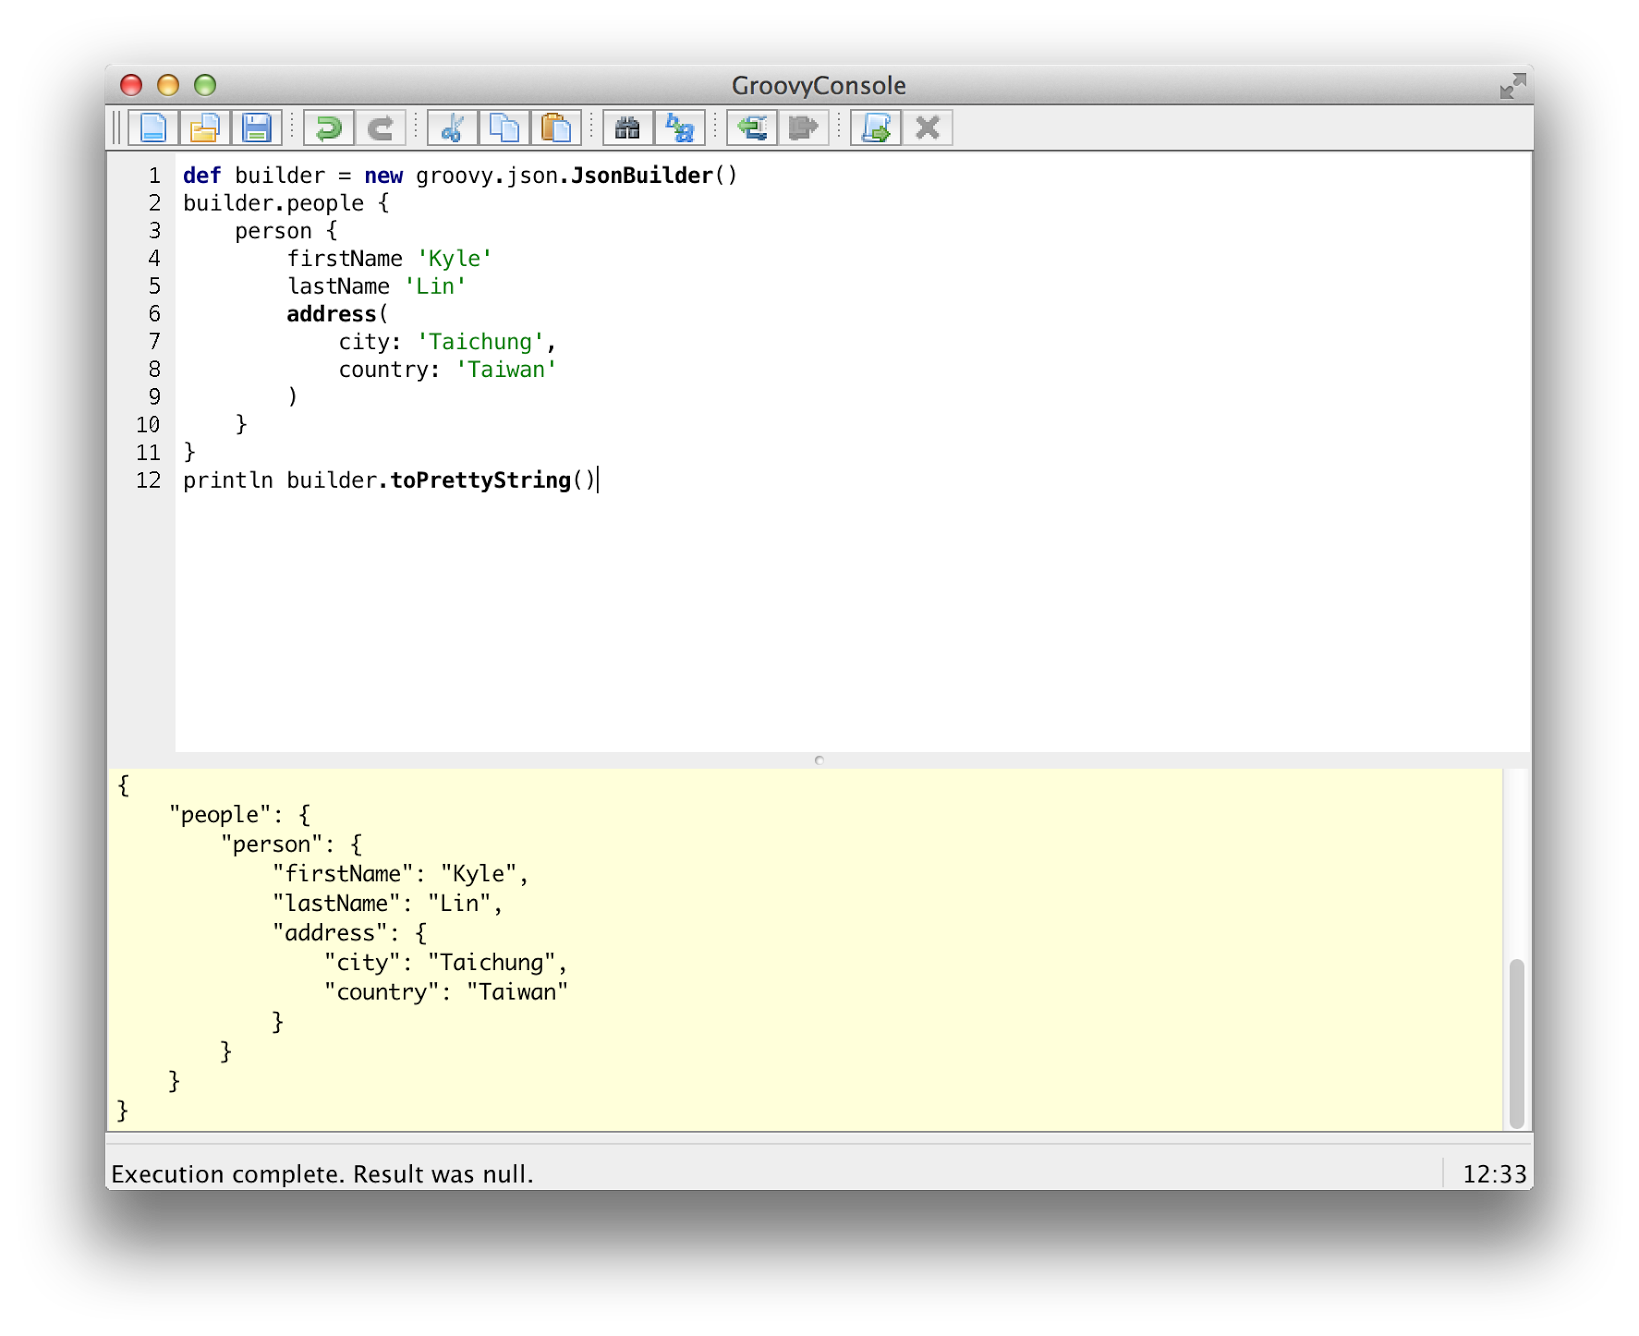 GroovyConsole
1 def builder = new groovy.json.JsonBuilder()
2 builder.people {
3     person {
4         firstName 'Kyle'
5         lastName 'Lin'
6         address(
7             city: 'Taichung',
8             country: 'Taiwan'
9         )
10     }
11 }
12 println builder.toPrettyString()
{
    "people": {
        "person": {
            "firstName": "Kyle",
            "lastName": "Lin",
            "address": {
                "city": "Taichung",
                "country": "Taiwan"
            }
        }
    }
}
Execution complete. Result was null. 12:33